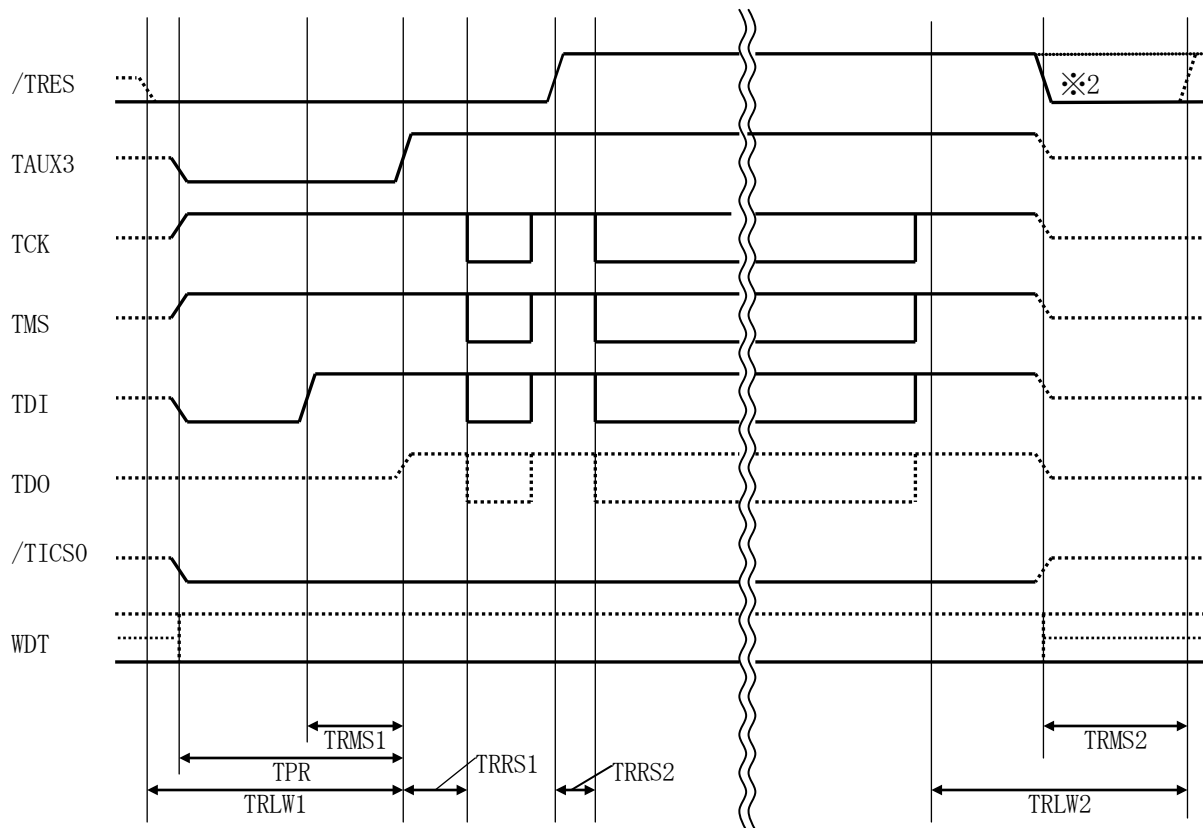 /TRES
※2
TAUX3
TCK
TMS
TDI
TDO
/TICS0
WDT
TRMS1
TRMS2
TPR
TRRS1
TRRS2
TRLW1
TRLW2